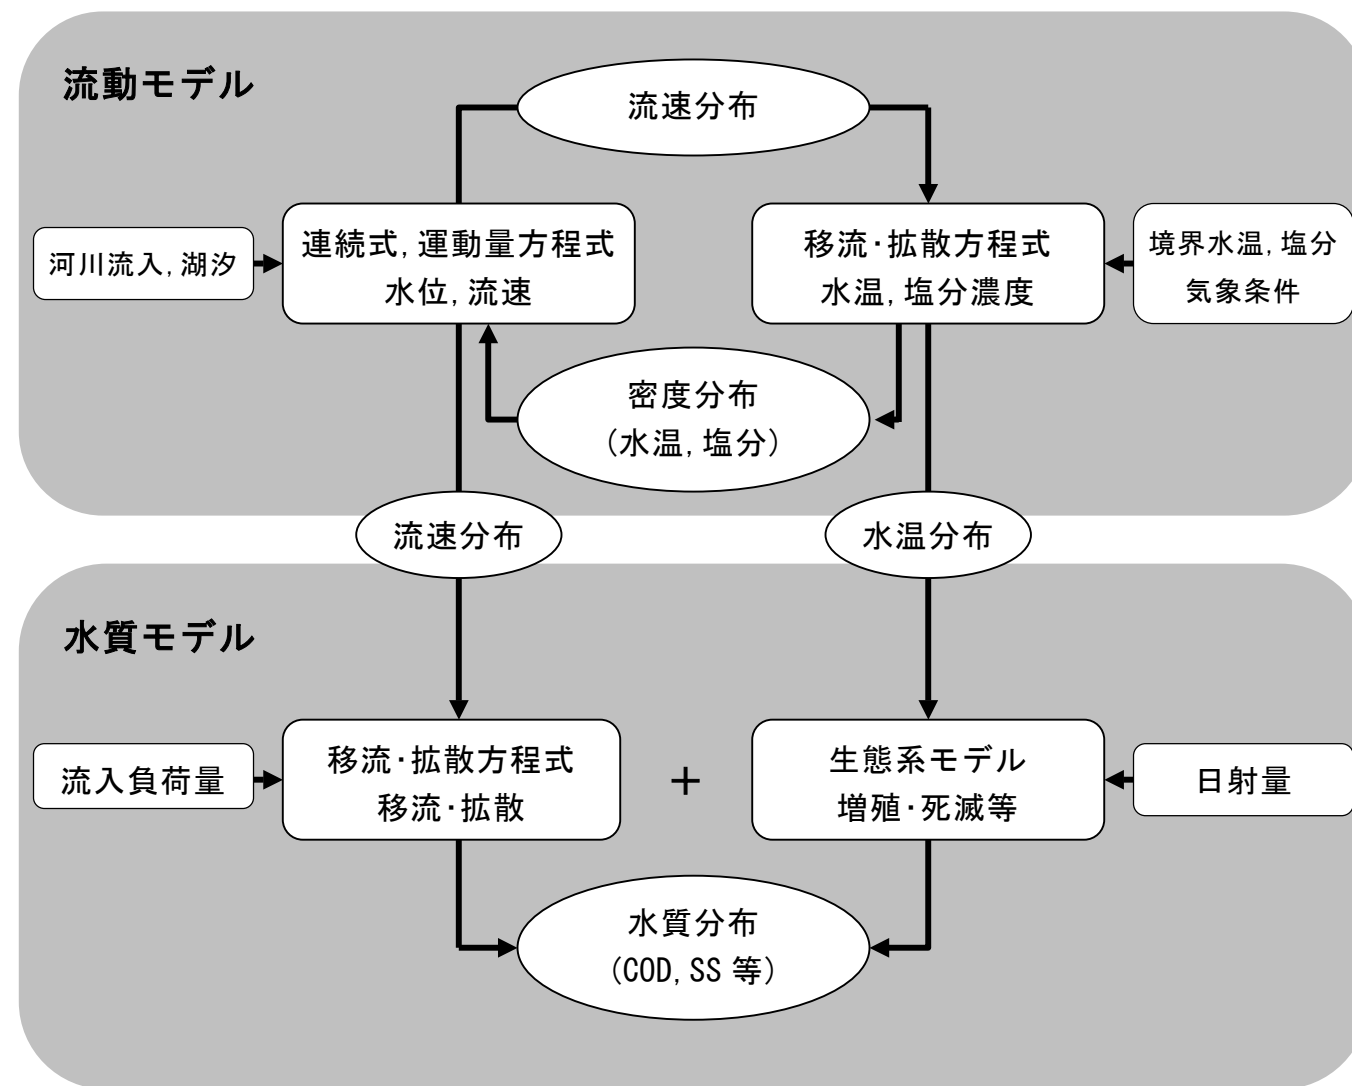 流動モデル
流速分布
河川流入,湖汐
連続式,運動量方程式
水位,流速
移流・拡散方程式
水温,塩分濃度
境界水温,塩分
気象条件
密度分布
(水温,塩分)
流速分布
水温分布
水質モデル
流入負荷量
移流・拡散方程式
移流・拡散
+
生態系モデル
増殖・死滅等
日射量
水質分布
(COD,SS 等)